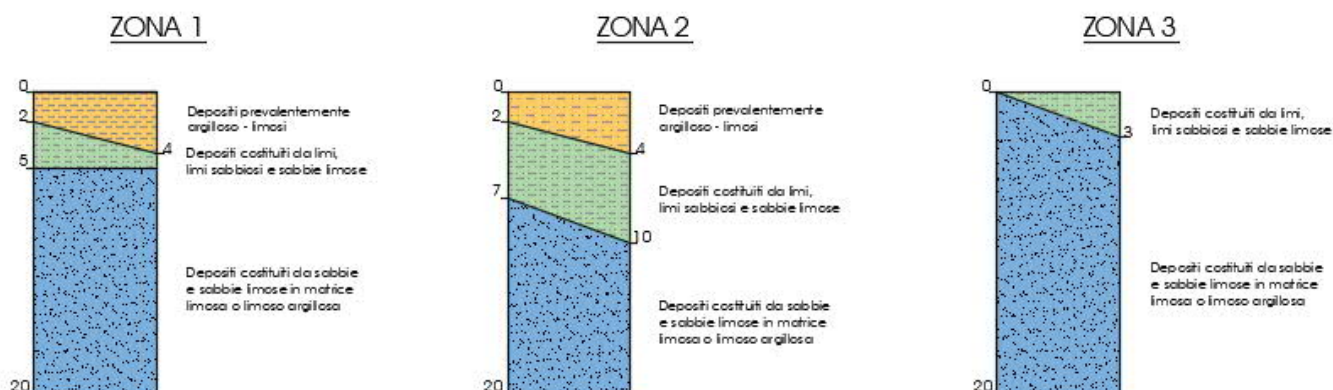 ZONA 1
0
2
4
5
20
Depositi prevalentemente
argilloso - limosi
Depositi costituiti da limi,
limi sabbiosi e sabbie limose
Depositi costituiti da sabbie
e sabbie limose in matrice
limosa o limoso argillosa
ZONA 2
0
2
4
7
10
20
Depositi prevalentemente
argilloso - limosi
Depositi costituiti da limi,
limi sabbiosi e sabbie limose
Depositi costituiti da sabbie
e sabbie limose in matrice
limosa o limoso argillosa
ZONA 3
0
3
20
Depositi costituiti da limi,
limi sabbiosi e sabbie limose
Depositi costituiti da sabbie
e sabbie limose in matrice
limosa o limoso argillosa